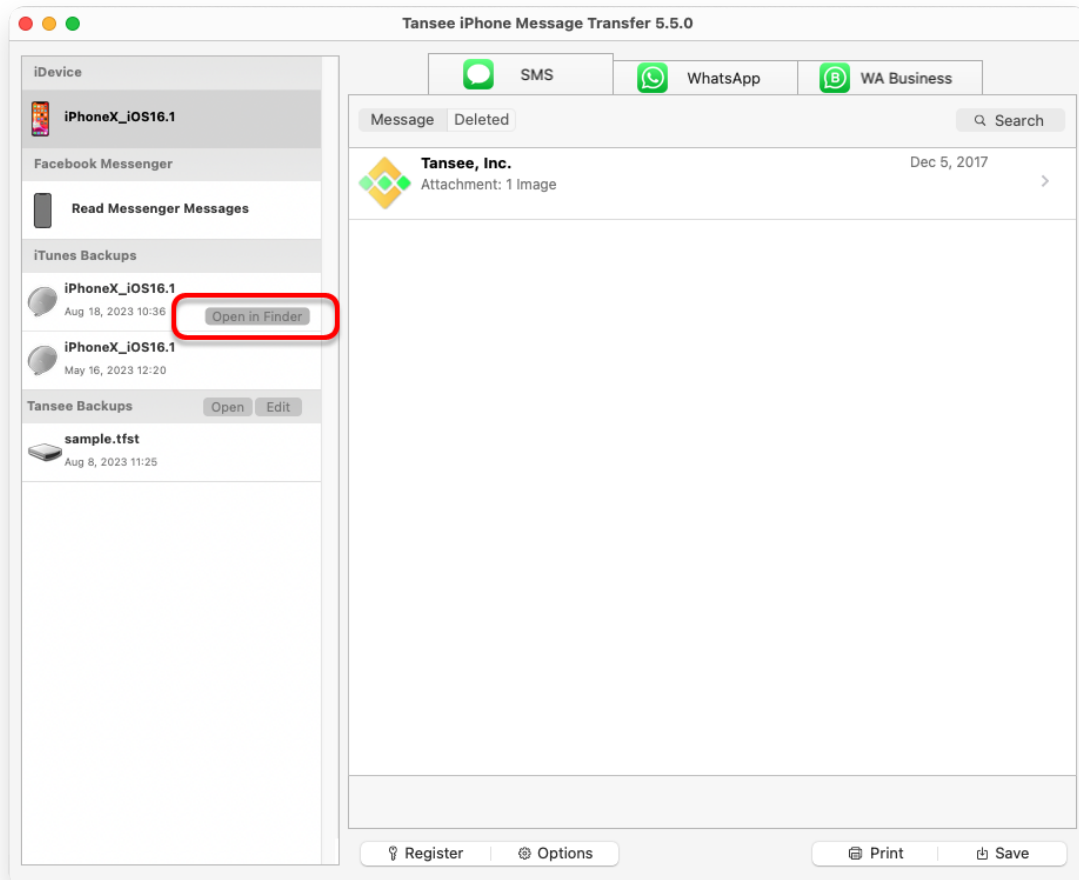 Tansee iPhone Message Transfer 5.5.0
iDevice
iPhoneX_iOS16.1
Facebook Messenger
Read Messenger Messages
iTunes Backups
iPhoneX_iOS16.1
Aug 18, 2023 10:36
Open in Finder
iPhoneX_iOS16.1
May 16, 2023 12:20
Tansee Backups Open Edit
sample.tfst
Aug 8, 2023 11:25
SMS WhatsApp WA Business
Message Deleted Search
Tansee, Inc. Dec 5, 2017
Attachment: 1 Image
Register Options Print Save